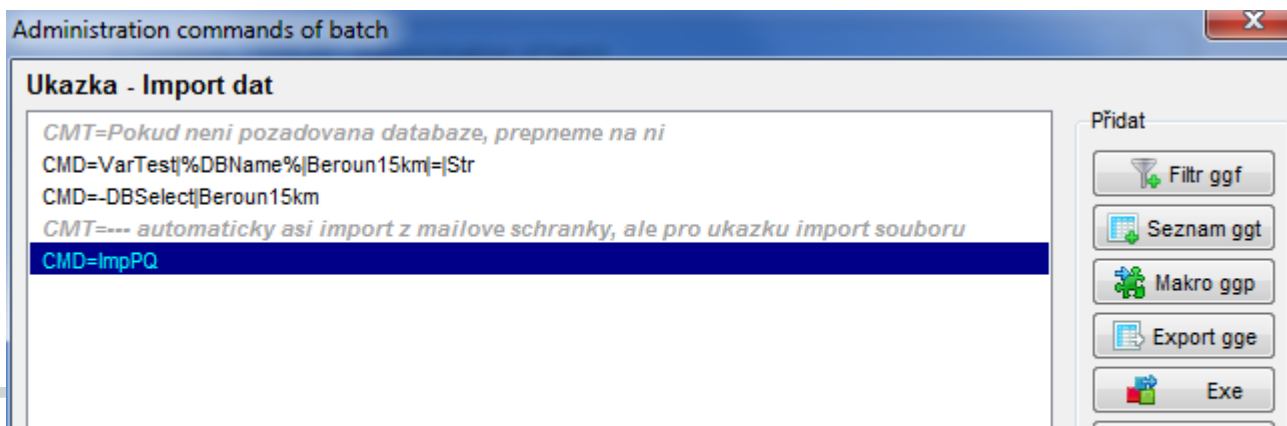 Administration commands of batch
Ukazka - Import dat
CMT=Pokud neni pozadovana databaze, prepneme na ni
CMD=VarTest|%DBName%|Beroun15km|=|Str
CMD=-DBSelect|Beroun15km
CMT=--- automaticky asi import z mailove schranky, ale pro ukazku import souboru
CMD=ImpPQ
Přidat
Filtr ggf
Seznam ggt
Makro ggp
Export gge
Exe